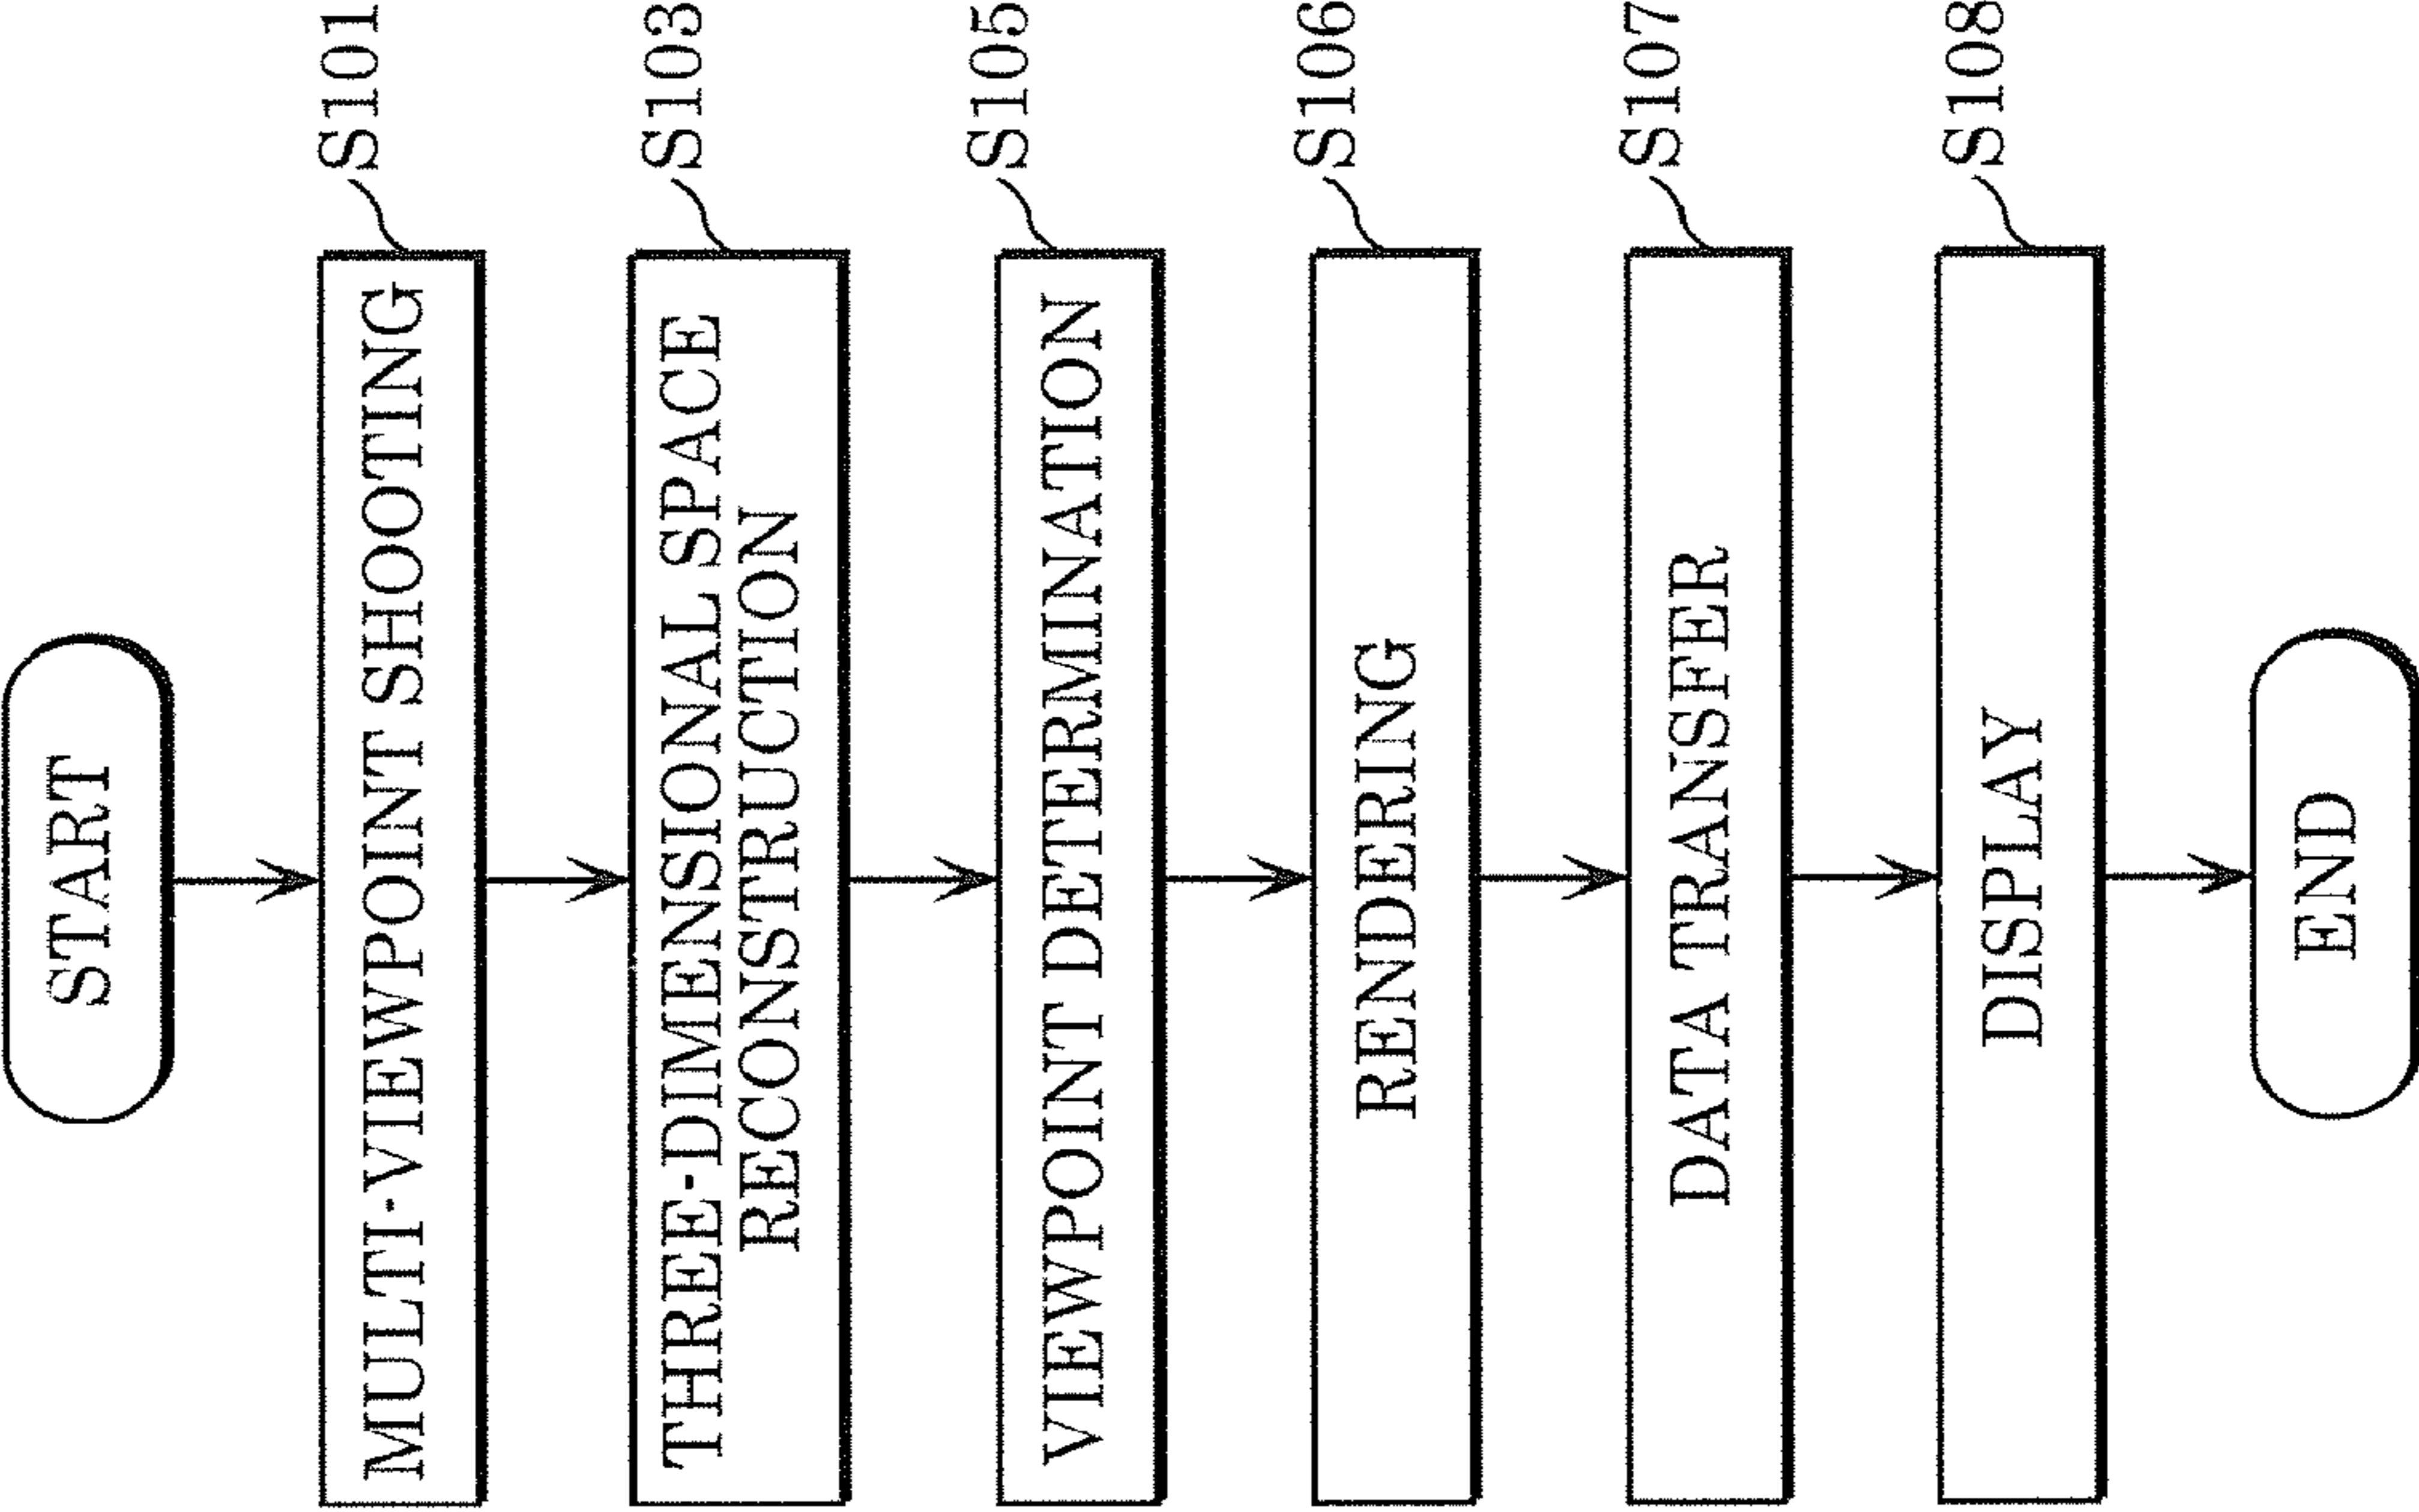 START
MULTI-VIEWPOINT SHOOTING
S101
THREE-DIMENSIONAL SPACE
RECONSTRUCTION
S103
VIEWPOINT DETERMINATION
S105
RENDERING
S106
DATA TRANSFER
S107
DISPLAY
S108
END